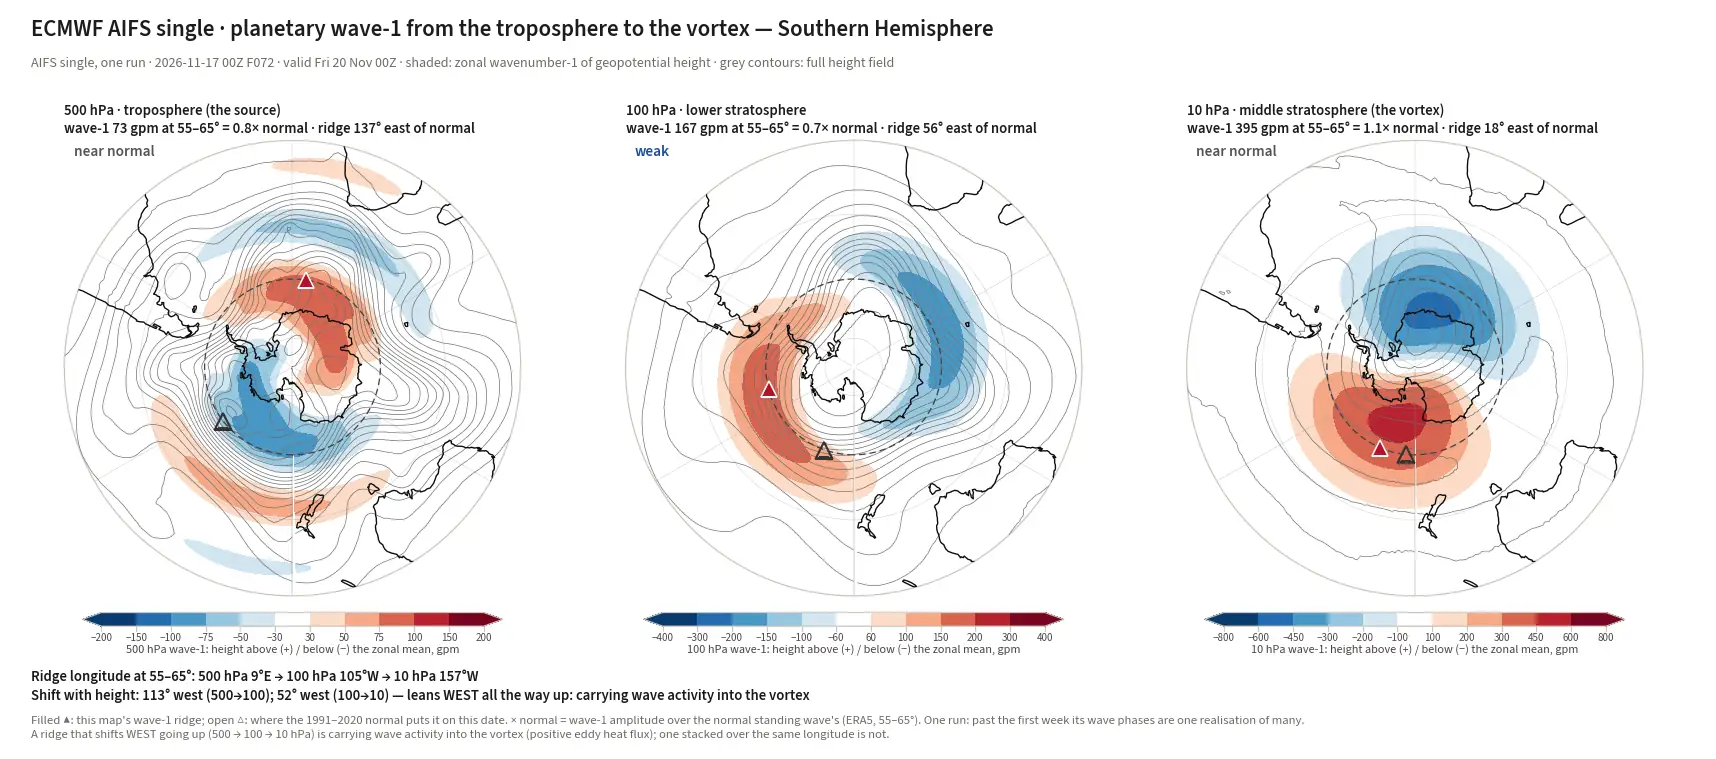 ECMWF AIFS single · planetary wave-1 from the troposphere to the vortex — Southern Hemisphere
AIFS single, one run · 2026-11-17 00Z F072 · valid Fri 20 Nov 00Z · shaded: zonal wavenumber-1 of geopotential height · grey contours: full height field
500 hPa · troposphere (the source)
wave-1 73 gpm at 55–65° = 0.8× normal · ridge 137° east of normal
near normal
100 hPa · lower stratosphere
wave-1 167 gpm at 55–65° = 0.7× normal · ridge 56° east of normal
weak
10 hPa · middle stratosphere (the vortex)
wave-1 395 gpm at 55–65° = 1.1× normal · ridge 18° east of normal
near normal
−200 −150 −100 −75 −50 −30 30 50 75 100 150 200
500 hPa wave-1: height above (+) / below (−) the zonal mean, gpm
−400 −300 −200 −150 −100 −60 60 100 150 200 300 400
100 hPa wave-1: height above (+) / below (−) the zonal mean, gpm
−800 −600 −450 −300 −200 −100 100 200 300 450 600 800
10 hPa wave-1: height above (+) / below (−) the zonal mean, gpm
Ridge longitude at 55–65°: 500 hPa 9°E → 100 hPa 105°W → 10 hPa 157°W
Shift with height: 113° west (500→100); 52° west (100→10) — leans WEST all the way up: carrying wave activity into the vortex
Filled ▲: this map's wave-1 ridge; open △: where the 1991–2020 normal puts it on this date. × normal = wave-1 amplitude over the normal standing wave's (ERA5, 55–65°). One run: past the first week its wave phases are one realisation of many.
A ridge that shifts WEST going up (500 → 100 → 10 hPa) is carrying wave activity into the vortex (positive eddy heat flux); one stacked over the same longitude is not.